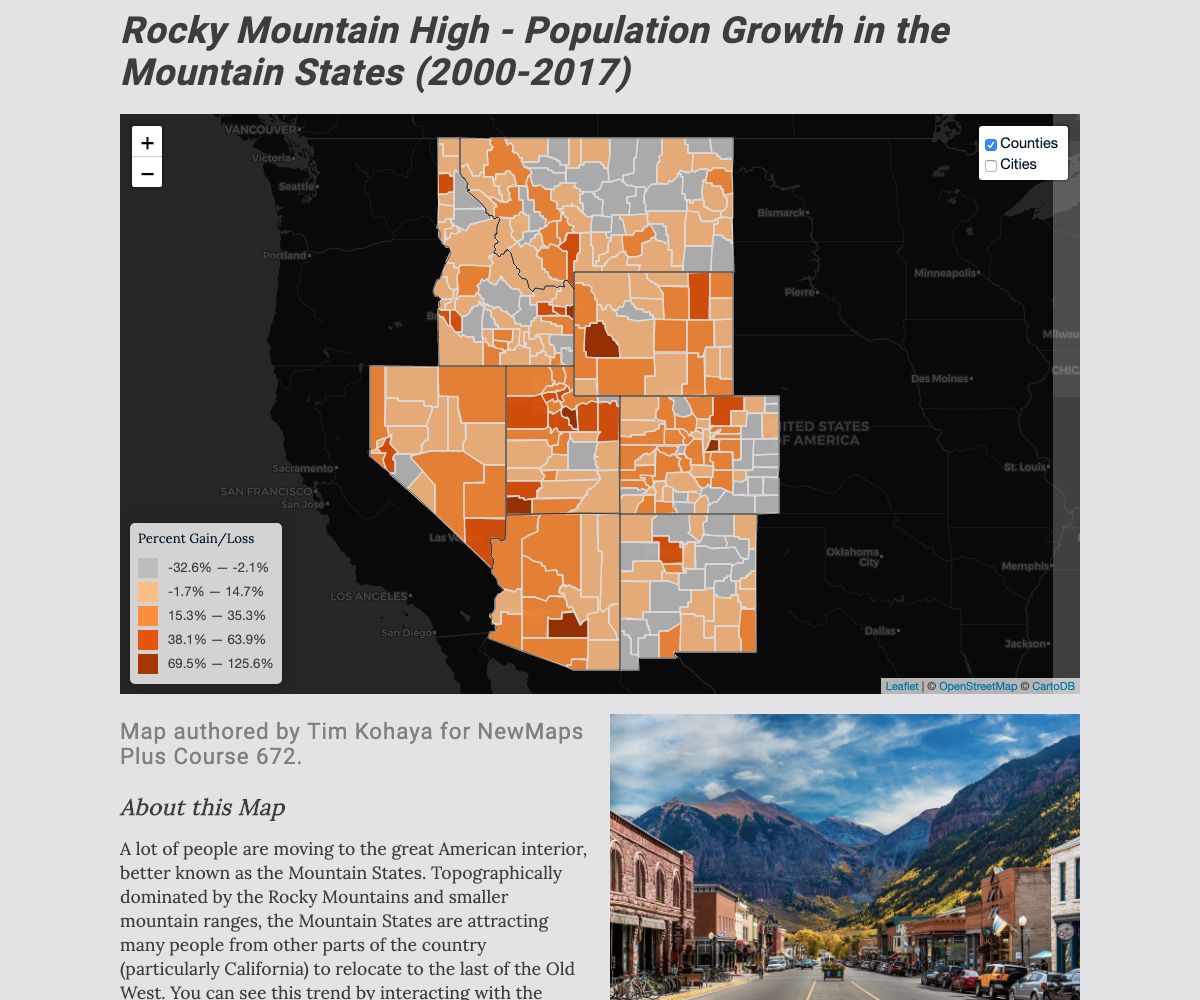 Rocky Mountain High - Population Growth in the
Mountain States (2000-2017)
+
−
Counties
Cities
VANCOUVER
Victoria
Seattle
Portland
Bismarck
Minneapolis
Pierre
Des Moines
UNITED STATES
OF AMERICA
Sacramento
SAN FRANCISCO
San José
St. Louis
LOS ANGELES
San Diego
Oklahoma
City
Memphis
Dallas
Jackson
Percent Gain/Loss
-32.6% — -2.1%
-1.7% — 14.7%
15.3% — 35.3%
38.1% — 63.9%
69.5% — 125.6%
Leaflet | © OpenStreetMap © CartoDB
Map authored by Tim Kohaya for NewMaps
Plus Course 672.
About this Map
A lot of people are moving to the great American interior,
better known as the Mountain States. Topographically
dominated by the Rocky Mountains and smaller
mountain ranges, the Mountain States are attracting
many people from other parts of the country
(particularly California) to relocate to the last of the Old
West. You can see this trend by interacting with the